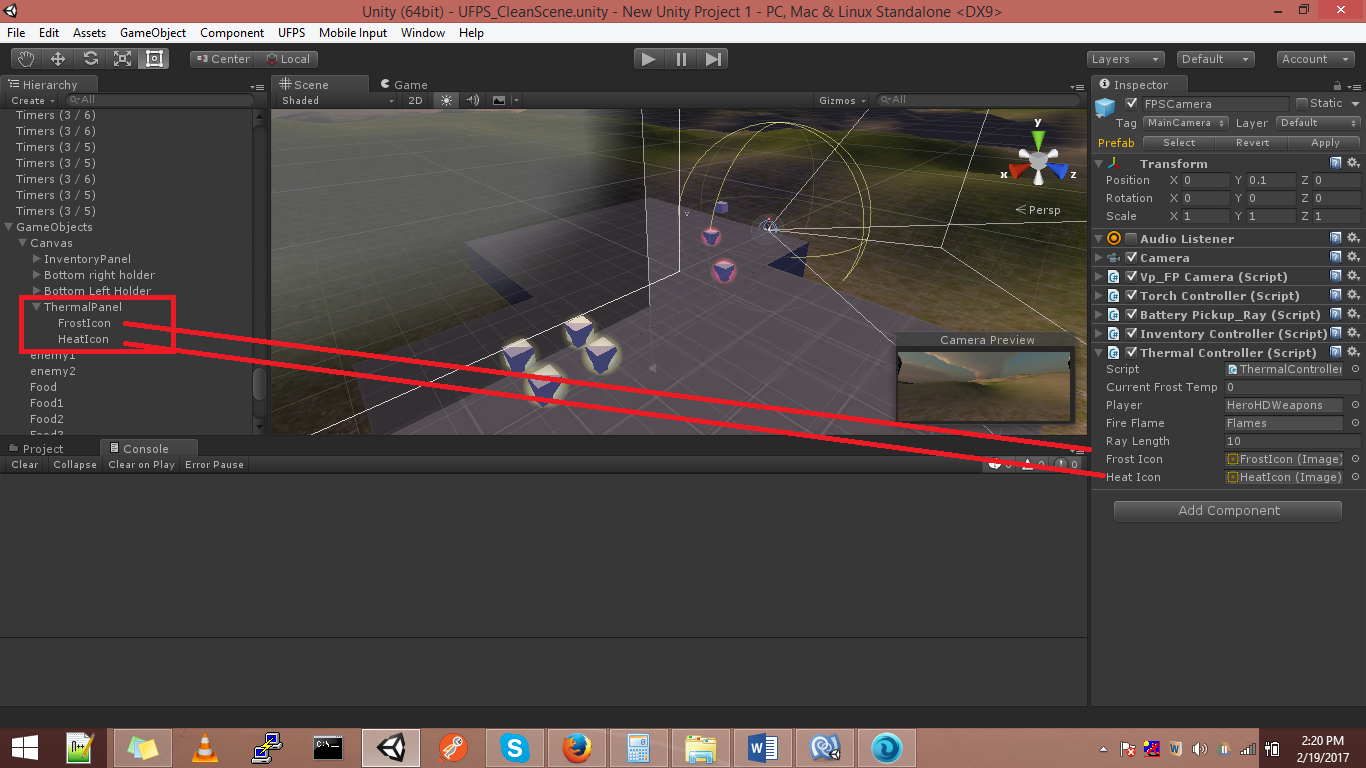 Unity (64bit) - UFPS_CleanScene.unity - New Unity Project 1 - PC, Mac & Linux Standalone <DX9>
File Edit Assets GameObject Component UFPS Mobile Input Window Help
Center Local Layers Default Account
Hierarchy
Create All
Timers (3 / 6)
Timers (3 / 6)
Timers (3 / 5)
Timers (3 / 5)
Timers (3 / 6)
Timers (3 / 5)
Timers (3 / 5)
GameObjects
Canvas
InventoryPanel
Bottom right holder
Bottom Left Holder
ThermalPanel
FrostIcon
HeatIcon
enemy1
enemy2
Food
Food1
Food2
Food3
Scene Game
Shaded 2D Gizmos All
y
x z
Persp
Camera Preview
Project Console
Clear Collapse Clear on Play Error Pause 0 0 0
Inspector
FPSCamera Static
Tag MainCamera Layer Default
Prefab Select Revert Apply
Transform
Position X 0 Y 0.1 Z 0
Rotation X 0 Y 0 Z 0
Scale X 1 Y 1 Z 1
Audio Listener
Camera
Vp_FP Camera (Script)
Torch Controller (Script)
Battery Pickup_Ray (Script)
Inventory Controller (Script)
Thermal Controller (Script)
Script ThermalController
Current Frost Temp 0
Player HeroHDWeapons
Fire Flame Flames
Ray Length 10
Frost Icon FrostIcon (Image)
Heat Icon HeatIcon (Image)
Add Component
2:20 PM
2/19/2017